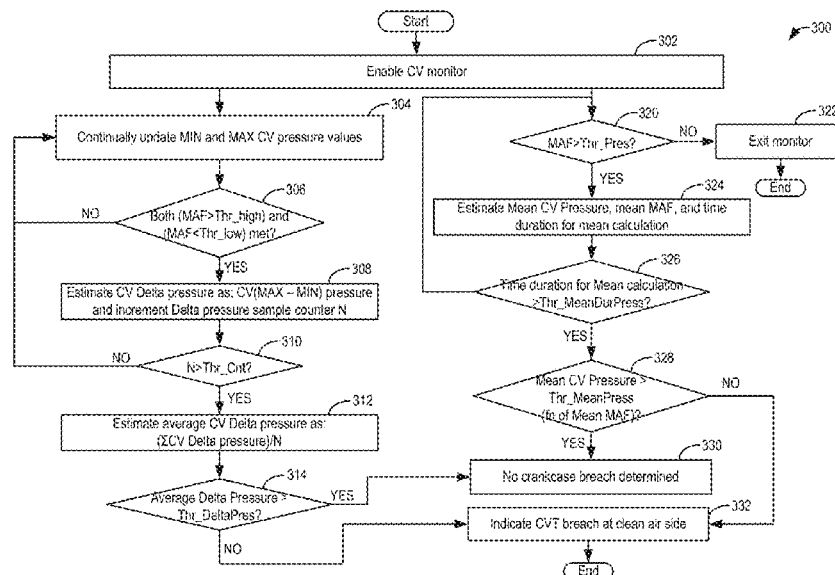 Start
300
302
Enable CV monitor
304
Continually update MIN and MAX CV pressure values
306
Both (MAF>Thr_high) and
(MAF<Thr_low) met?
NO
YES
308
Estimate CV Delta pressure as: CV(MAX – MIN) pressure
and increment Delta pressure sample counter N
310
N>Thr_Cnt?
NO
YES
312
Estimate average CV Delta pressure as:
(ΣCV Delta pressure)/N
314
Average Delta Pressure >
Thr_DeltaPres?
YES
NO
320
MAF>Thr_Pres?
NO
322
Exit monitor
End
YES
324
Estimate Mean CV Pressure, mean MAF, and time
duration for mean calculation
326
Time duration for Mean calculation
>Thr_MeanDurPress?
YES
328
Mean CV Pressure >
Thr_MeanPress
(fn of Mean MAF)?
NO
YES
330
No crankcase breach determined
332
Indicate CVT breach at clean air side
End